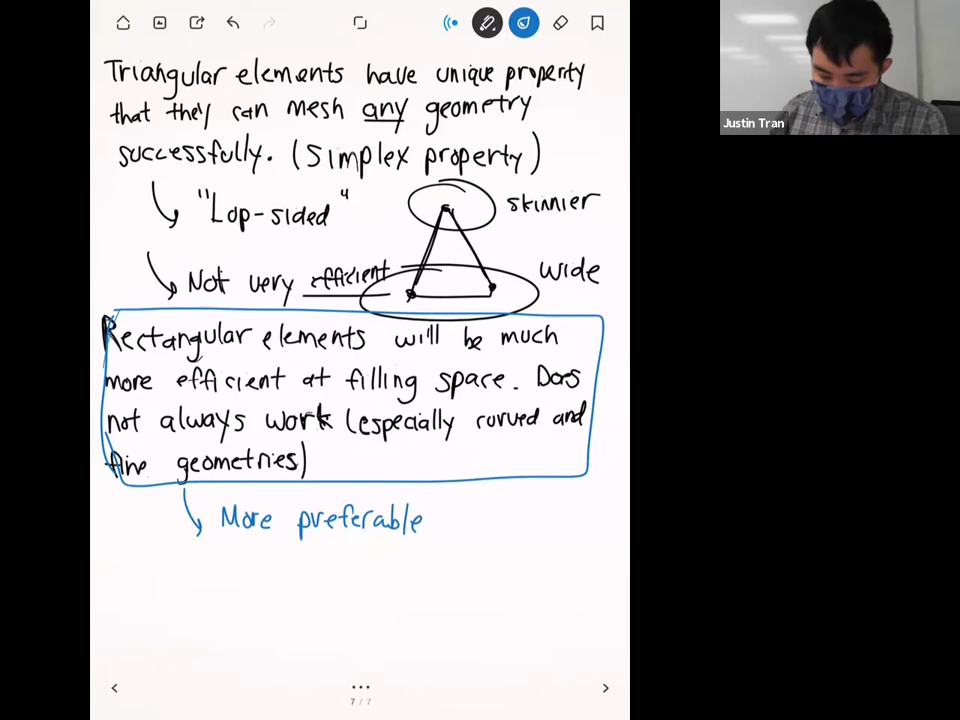 Triangular elements have unique property
that they can mesh any geometry
successfully. (Simplex property)
"Lop-sided"
skinnier
Not very efficient
wide
Rectangular elements will be much
more efficient at filling space. Does
not always work (especially curved and
fine geometries)
More preferable
7 / 7
Justin Tran